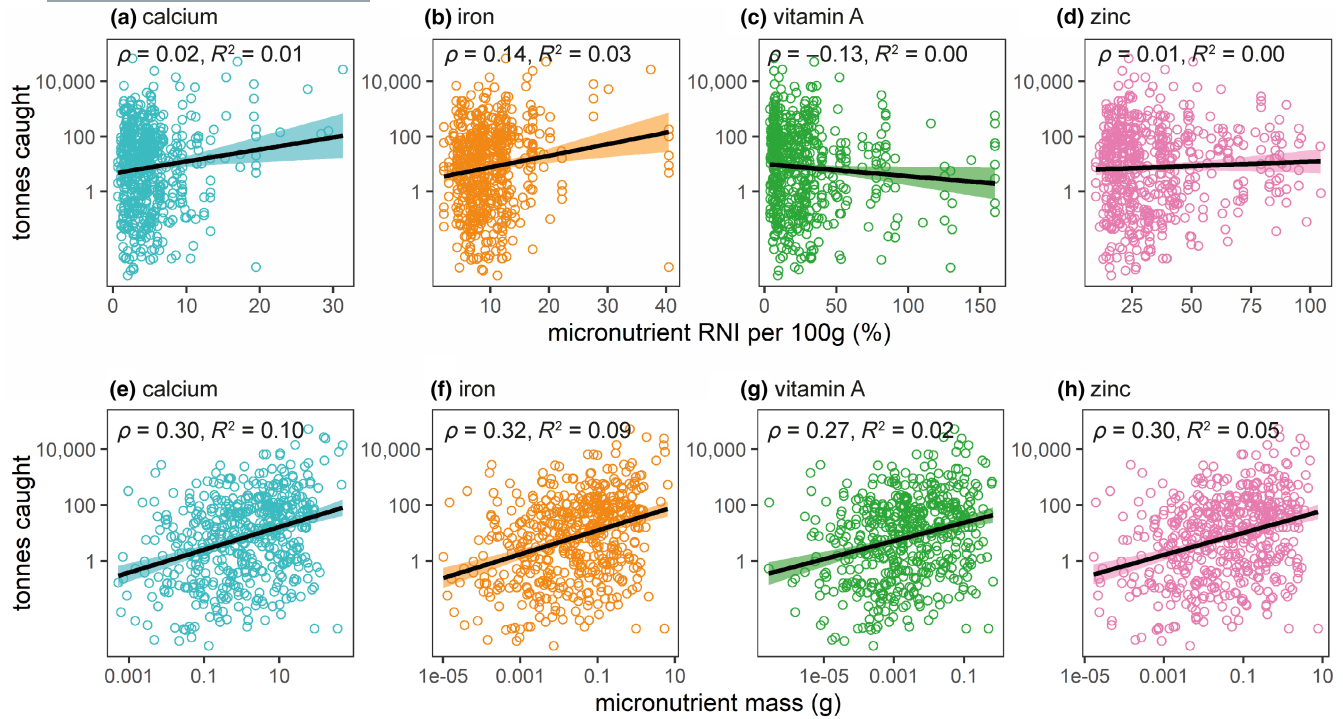 (a) calcium (b) iron (c) vitamin A (d) zinc
ρ = 0.02, R² = 0.01 ρ = 0.14, R² = 0.03 ρ = −0.13, R² = 0.00 ρ = −0.01, R² = 0.00
10,000 10,000 10,000 10,000
100 100 100 100
1 1 1 1
tonnes caught
0 10 20 30 10 20 30 40 0 50 100 150 25 50 75 100
micronutrient RNI per 100g (%)
(e) calcium (f) iron (g) vitamin A (h) zinc
ρ = 0.30, R² = 0.10 ρ = 0.32, R² = 0.09 ρ = 0.27, R² = 0.02 ρ = 0.30, R² = 0.05
10,000 10,000 10,000 10,000
100 100 100 100
1 1 1 1
tonnes caught
0.001 0.1 10 1e-05 0.001 0.1 10 1e-05 0.001 0.1 1e-05 0.001 0.1 10
micronutrient mass (g)